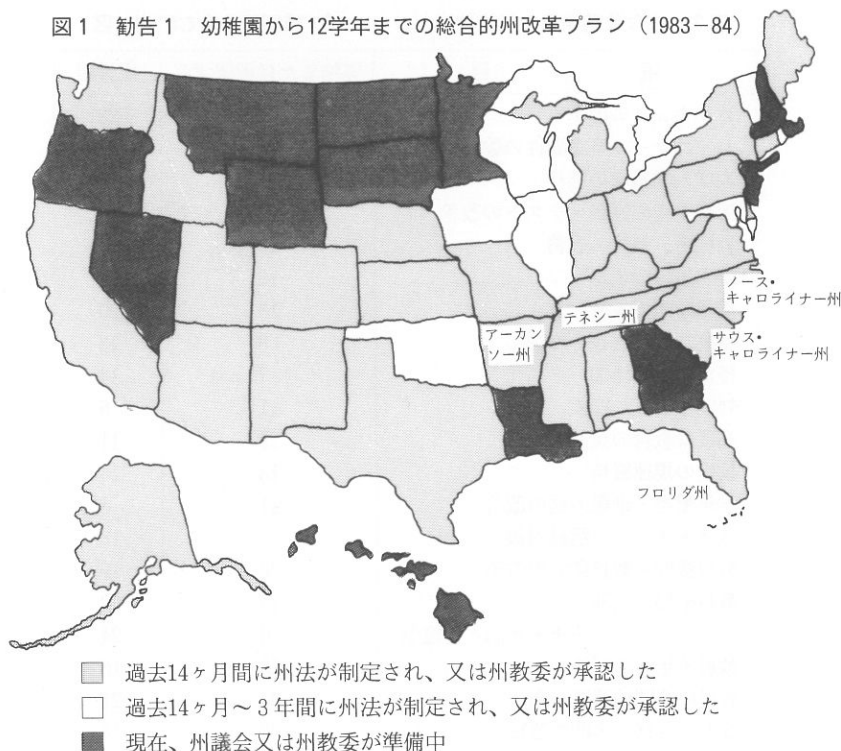 図1 勧告1 幼稚園から12学年までの総合的州改革プラン（1983－84）
ノース・
キャロライナー州
テネシー州
アーカン
ソー州
サウス・
キャロライナー州
フロリダ州
過去14ヶ月間に州法が制定され、又は州教委が承認した
過去14ヶ月～3年間に州法が制定され、又は州教委が承認した
現在、州議会又は州教委が準備中